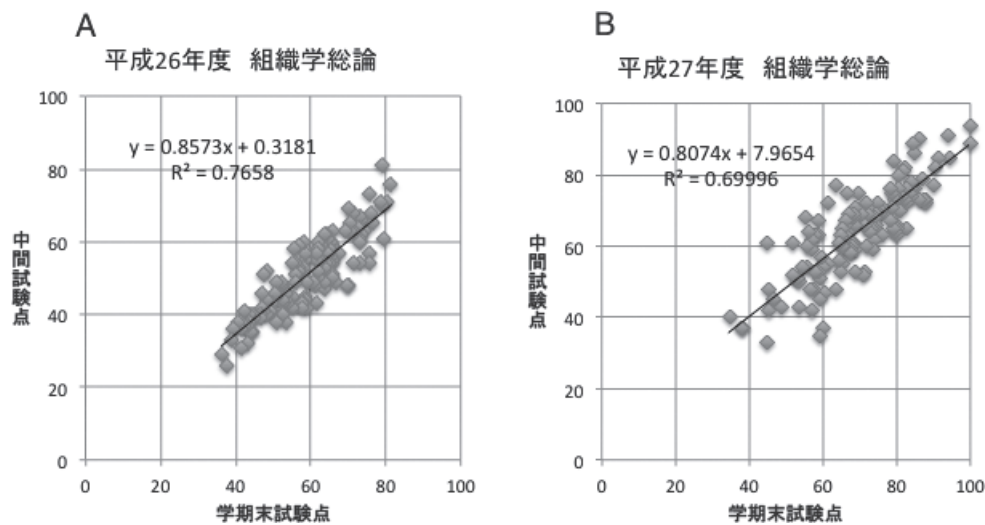 A
平成26年度 組織学総論
100
80
60
40
20
0
0 20 40 60 80 100
y = 0.8573x + 0.3181
R² = 0.7658
中間試験点
学期末試験点
B
平成27年度 組織学総論
100
80
60
40
20
0
0 20 40 60 80 100
y = 0.8074x + 7.9654
R² = 0.69996
中間試験点
学期末試験点